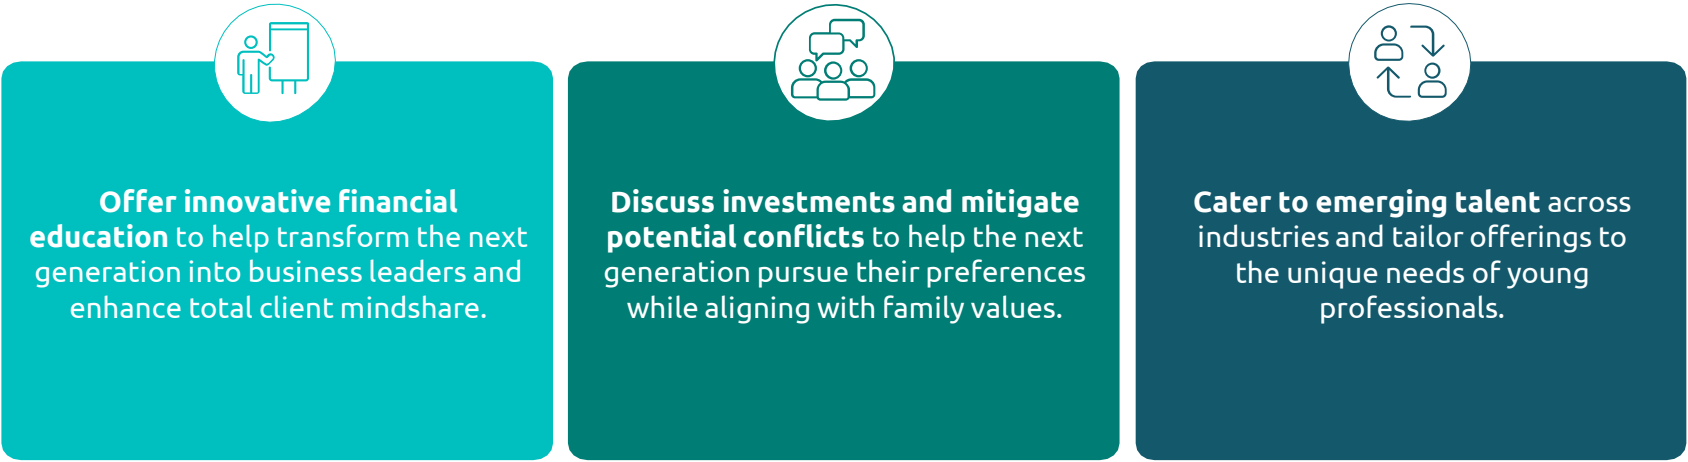 Offer innovative financial
education to help transform the next
generation into business leaders and
enhance total client mindshare.
Discuss investments and mitigate
potential conflicts to help the next
generation pursue their preferences
while aligning with family values.
Cater to emerging talent across
industries and tailor offerings to
the unique needs of young
professionals.